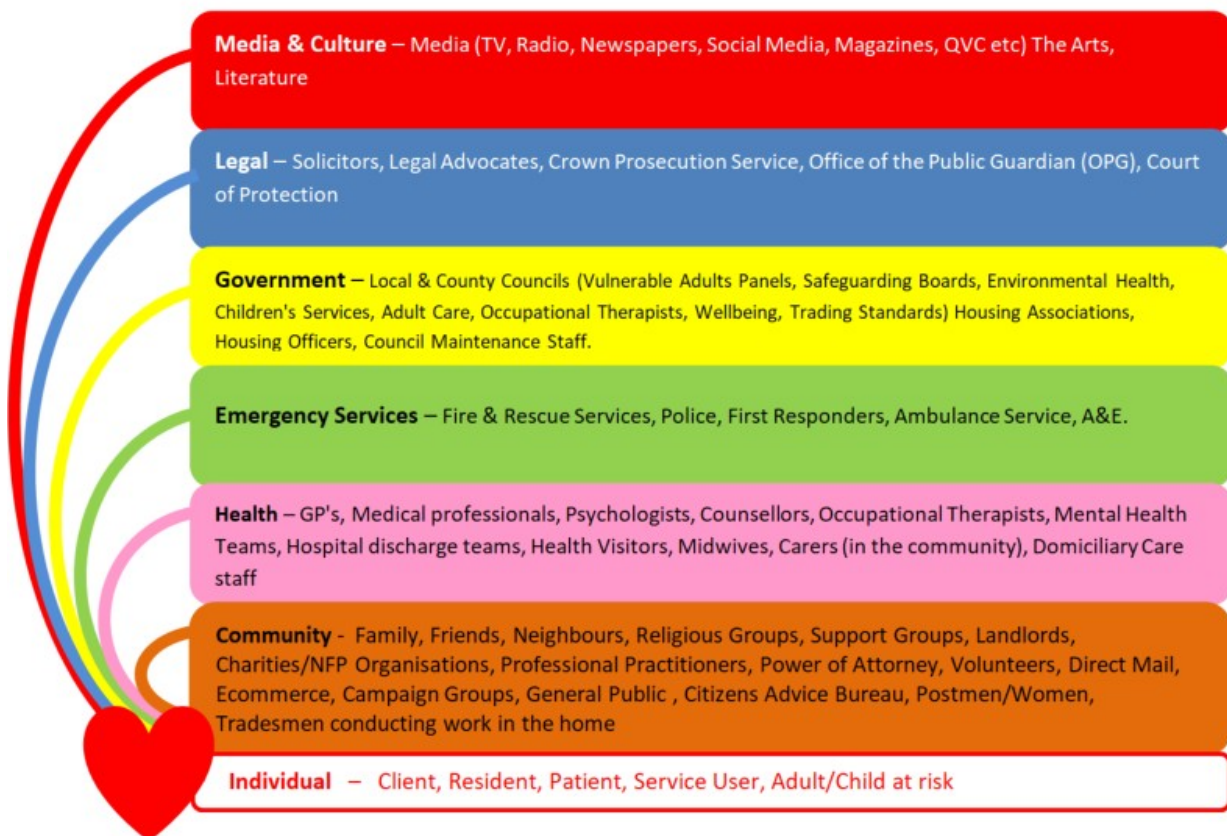 Media & Culture – Media (TV, Radio, Newspapers, Social Media, Magazines, QVC etc) The Arts,
Literature
Legal – Solicitors, Legal Advocates, Crown Prosecution Service, Office of the Public Guardian (OPG), Court
of Protection
Government – Local & County Councils (Vulnerable Adults Panels, Safeguarding Boards, Environmental Health,
Children's Services, Adult Care, Occupational Therapists, Wellbeing, Trading Standards) Housing Associations,
Housing Officers, Council Maintenance Staff.
Emergency Services – Fire & Rescue Services, Police, First Responders, Ambulance Service, A&E.
Health – GP's, Medical professionals, Psychologists, Counsellors, Occupational Therapists, Mental Health
Teams, Hospital discharge teams, Health Visitors, Midwives, Carers (in the community), Domiciliary Care
staff
Community - Family, Friends, Neighbours, Religious Groups, Support Groups, Landlords,
Charities/NFP Organisations, Professional Practitioners, Power of Attorney, Volunteers, Direct Mail,
Ecommerce, Campaign Groups, General Public , Citizens Advice Bureau, Postmen/Women,
Tradesmen conducting work in the home
Individual – Client, Resident, Patient, Service User, Adult/Child at risk